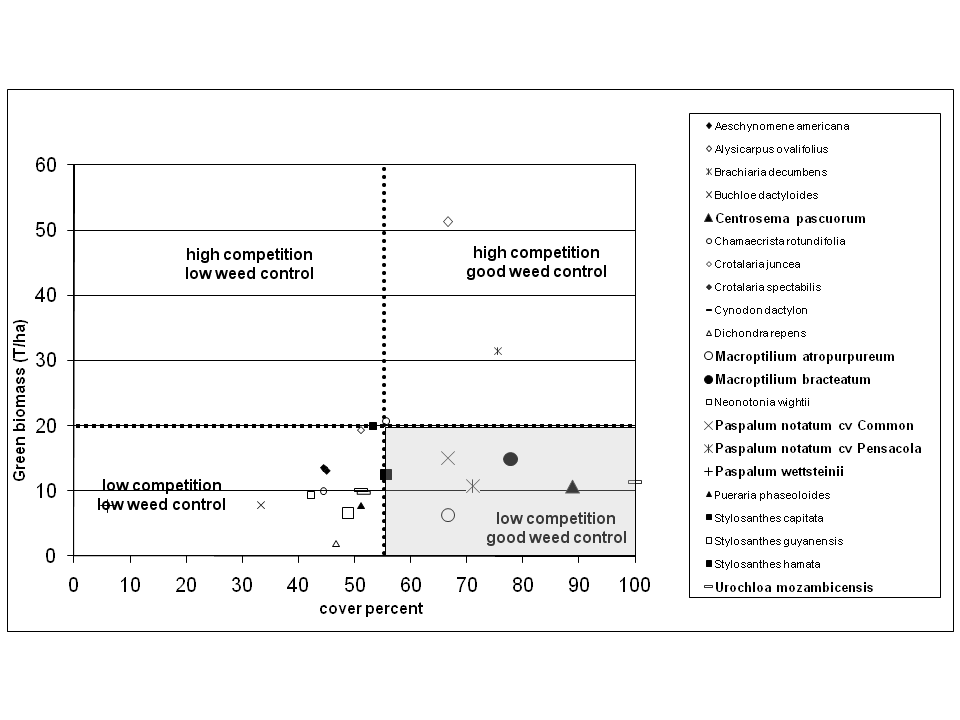 60
50
40
30
20
10
0
Green biomass (T/ha)
high competition
low weed control
high competition
good weed control
low competition
low weed control
low competition
good weed control
0 10 20 30 40 50 60 70 80 90 100
cover percent
Aeschynomene americana
Alysicarpus ovalifolius
Brachiaria decumbens
Buchloe dactyloides
Centrosema pascuorum
Chamaecrista rotundifolia
Crotalaria juncea
Crotalaria spectabilis
Cynodon dactylon
Dichondra repens
Macroptilium atropurpureum
Macroptilium bracteatum
Neonotonia wightii
Paspalum notatum cv Common
Paspalum notatum cv Pensacola
Paspalum wettsteinii
Pueraria phaseoloides
Stylosanthes capitata
Stylosanthes guyanensis
Stylosanthes hamata
Urochloa mozambicensis